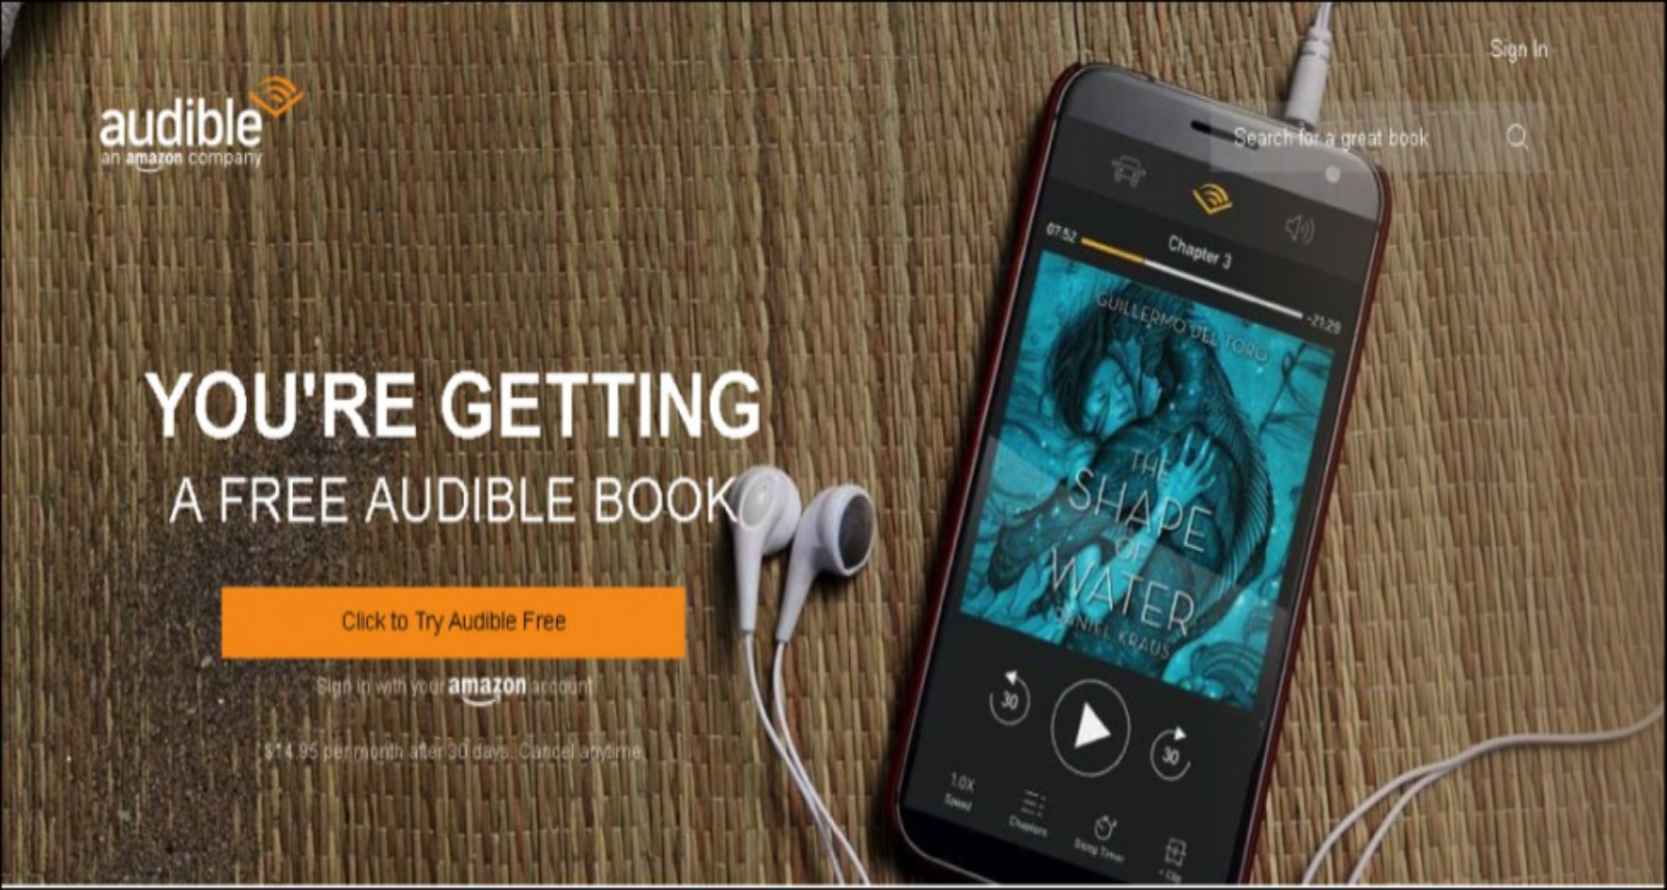 Sign In
audible
an amazon company
Search for a great book
07:52
Chapter 3
-21:29
GUILLERMO DEL TORO
YOU'RE GETTING
A FREE AUDIBLE BOOK
THE
SHAPE
OF
WATER
DANIEL KRAUS
Click to Try Audible Free
Sign in with your amazon account
$14.95 per month after 30 days. Cancel anytime.
30
30
1.0X
Speed
Chapters
Sleep Timer
+ Clip